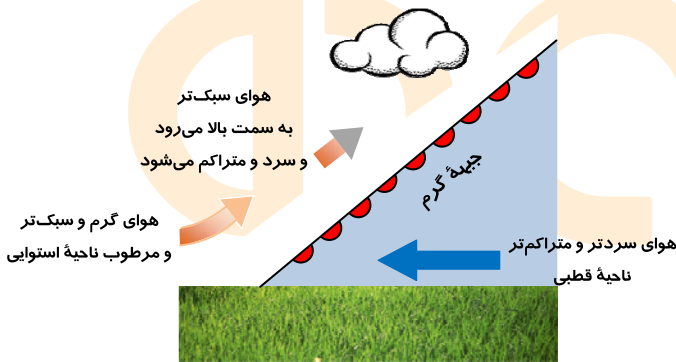 هوای سبک‌تر
به سمت بالا می‌رود
و سرد و متراکم می‌شود
جبههٔ گرم
هوای گرم و سبک‌تر
و مرطوب ناحیهٔ استوایی
هوای سردتر و متراکم‌تر
ناحیهٔ قطبی